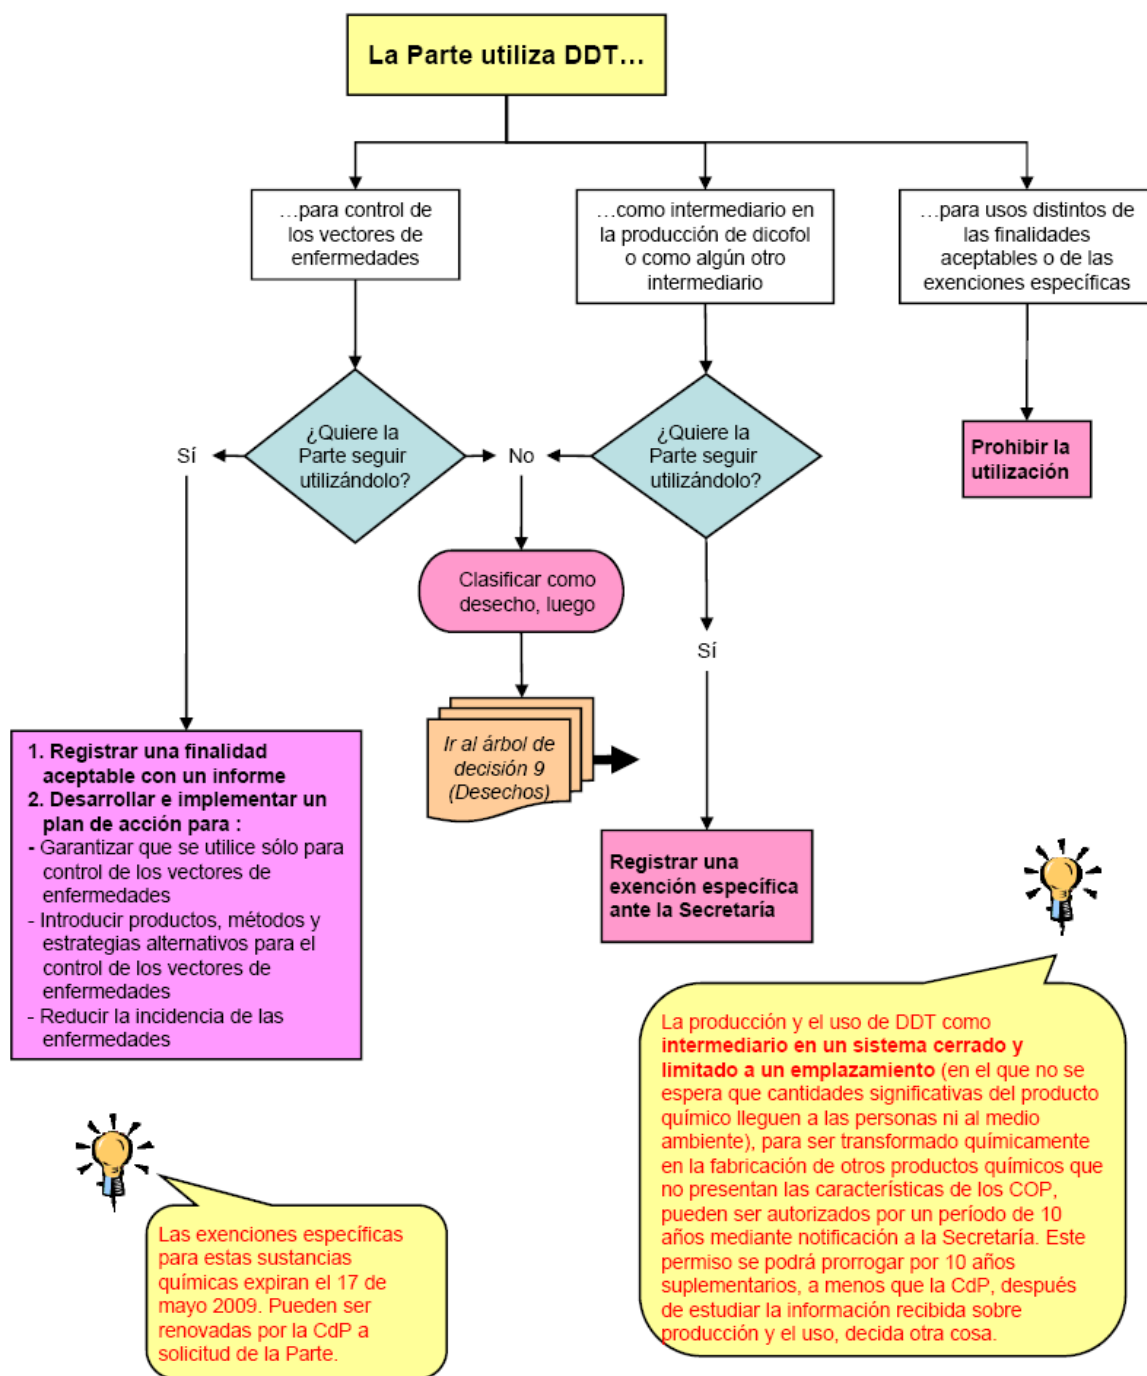 La Parte utiliza DDT…
…para control de
los vectores de
enfermedades
…como intermediario en
la producción de dicofol
o como algún otro
intermediario
…para usos distintos de
las finalidades
aceptables o de las
exenciones específicas
¿Quiere la
Parte seguir
utilizándolo?
Sí
No
¿Quiere la
Parte seguir
utilizándolo?
Prohibir la
utilización
Clasificar como
desecho, luego
Sí
Ir al árbol de
decisión 9
(Desechos)
1. Registrar una finalidad
aceptable con un informe
2. Desarrollar e implementar un
plan de acción para :
- Garantizar que se utilice sólo para
control de los vectores de
enfermedades
- Introducir productos, métodos y
estrategias alternativos para el
control de los vectores de
enfermedades
- Reducir la incidencia de las
enfermedades
Registrar una
exención específica
ante la Secretaría
La producción y el uso de DDT como
intermediario en un sistema cerrado y
limitado a un emplazamiento (en el que no se
espera que cantidades significativas del producto
químico lleguen a las personas ni al medio
ambiente), para ser transformado químicamente
en la fabricación de otros productos químicos que
no presentan las características de los COP,
pueden ser autorizados por un período de 10
años mediante notificación a la Secretaría. Este
permiso se podrá prorrogar por 10 años
suplementarios, a menos que la CdP, después
de estudiar la información recibida sobre
producción y el uso, decida otra cosa.
Las exenciones específicas
para estas sustancias
químicas expiran el 17 de
mayo 2009. Pueden ser
renovadas por la CdP a
solicitud de la Parte.